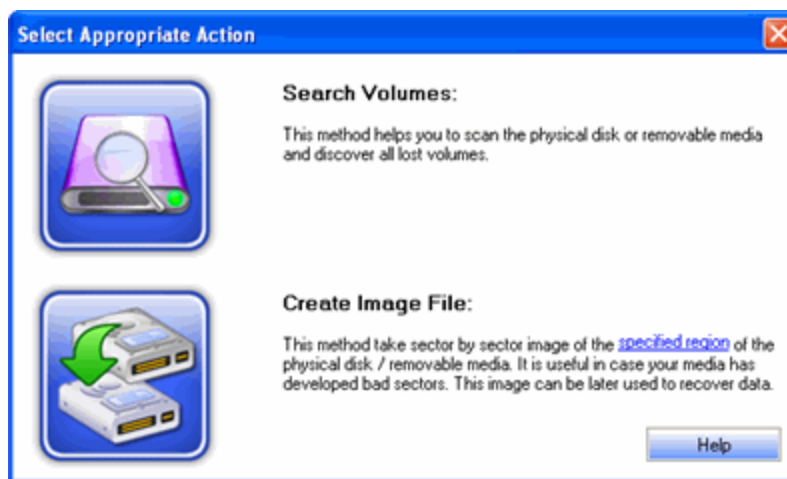 Select Appropriate Action
Search Volumes:
This method helps you to scan the physical disk or removable media
and discover all lost volumes.
Create Image File:
This method take sector by sector image of the specified region of the
physical disk / removable media. It is useful in case your media has
developed bad sectors. This image can be later used to recover data.
Help